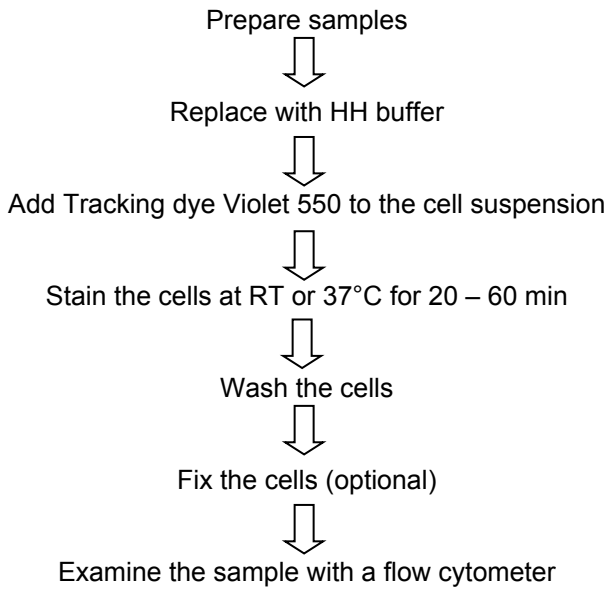 Prepare samples
Replace with HH buffer
Add Tracking dye Violet 550 to the cell suspension
Stain the cells at RT or 37°C for 20 – 60 min
Wash the cells
Fix the cells (optional)
Examine the sample with a flow cytometer